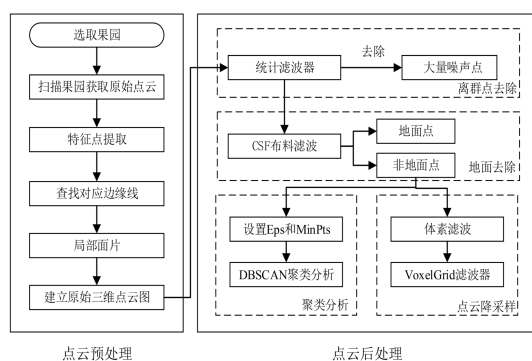 选取果园
扫描果园获取原始点云
特征点提取
查找对应边缘线
局部面片
建立原始三维点云图
点云预处理
统计滤波器
去除
大量噪声点
离群点去除
CSF布料滤波
地面点
非地面点
地面去除
设置Eps和MinPts
DBSCAN聚类分析
聚类分析
体素滤波
VoxelGrid滤波器
点云降采样
点云后处理